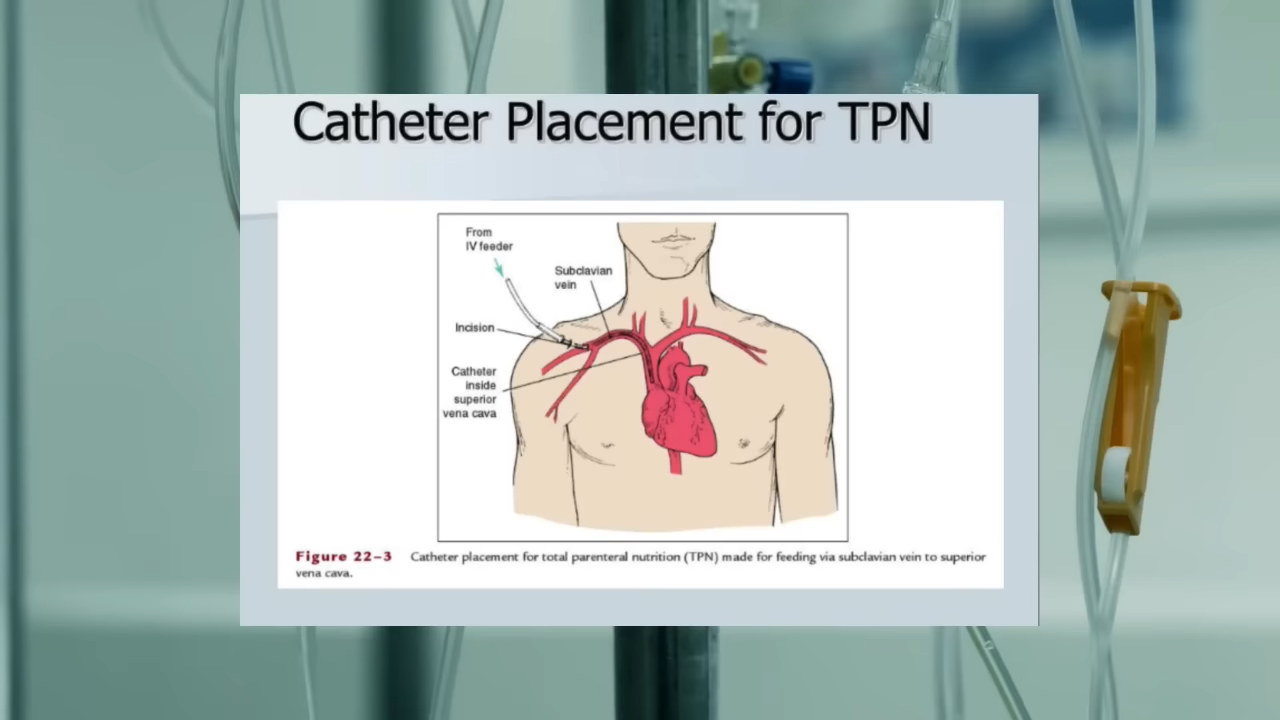 Catheter Placement for TPN
From
IV feeder
Subclavian
vein
Incision
Catheter
inside
superior
vena cava
Figure 22–3 Catheter placement for total parenteral nutrition (TPN) made for feeding via subclavian vein to superior
vena cava.